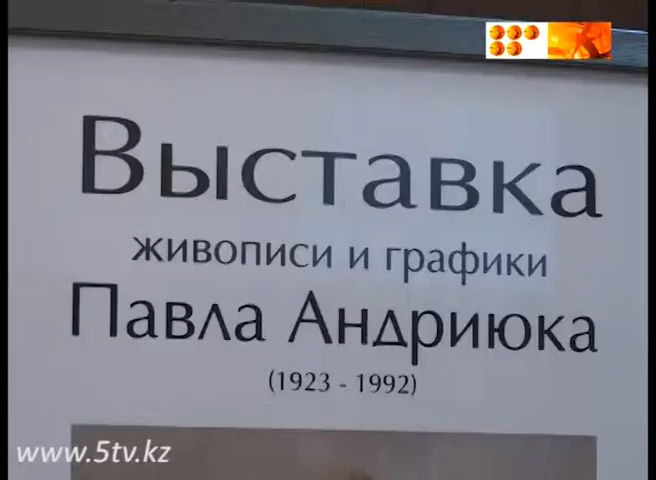 Выставка
живописи и графики
Павла Андриюка
(1923 - 1992)
www.5tv.kz